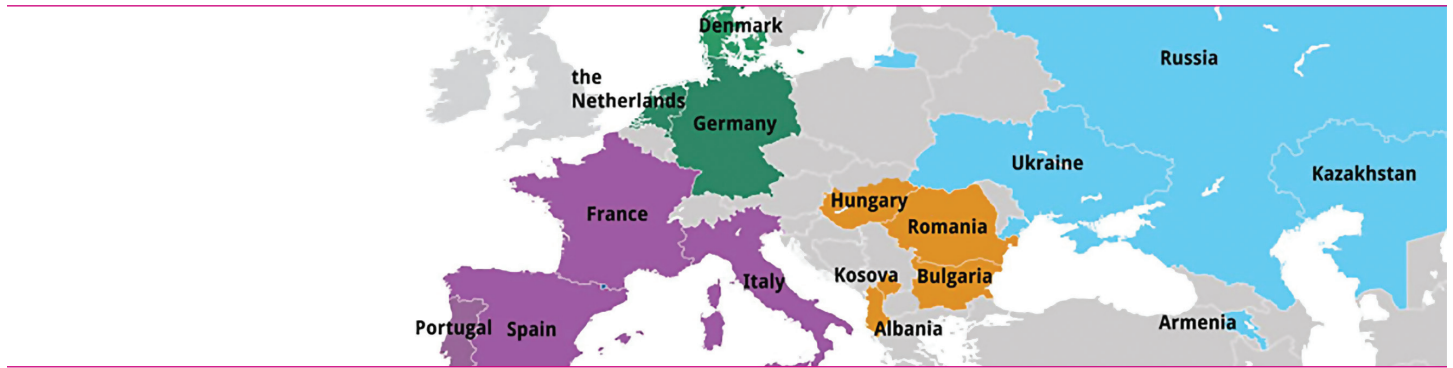 Denmark
Russia
the
Netherlands
Germany
Ukraine
Kazakhstan
Hungary
France
Romania
Kosova
Bulgaria
Italy
Portugal
Spain
Albania
Armenia